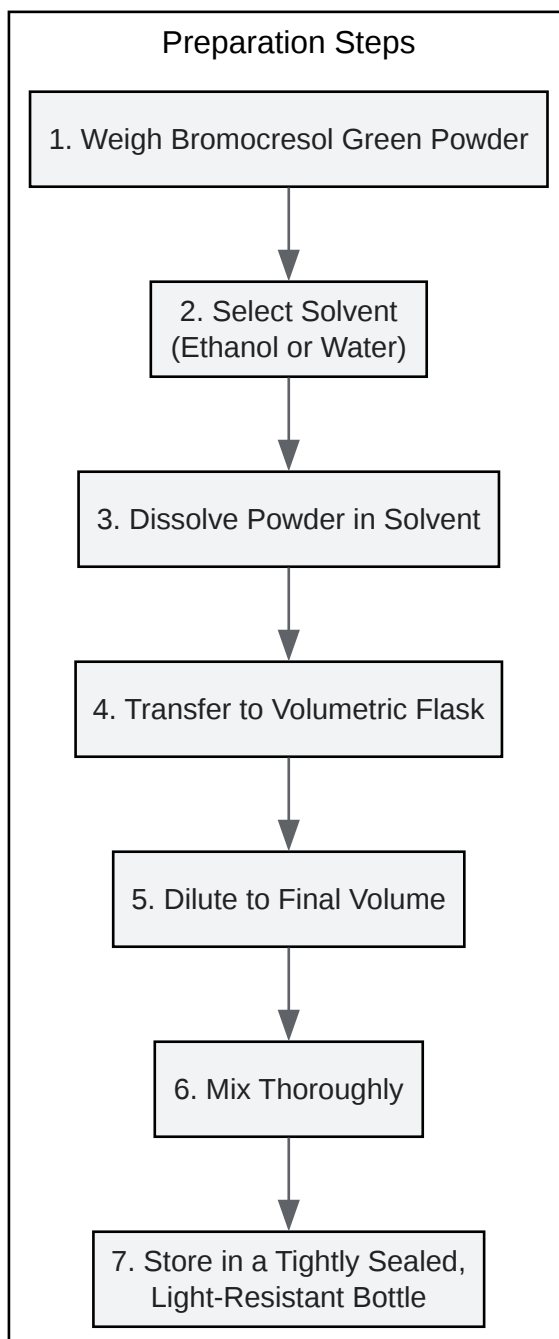 Preparation Steps
1. Weigh Bromocresol Green Powder
2. Select Solvent
(Ethanol or Water)
3. Dissolve Powder in Solvent
4. Transfer to Volumetric Flask
5. Dilute to Final Volume
6. Mix Thoroughly
7. Store in a Tightly Sealed,
Light-Resistant Bottle